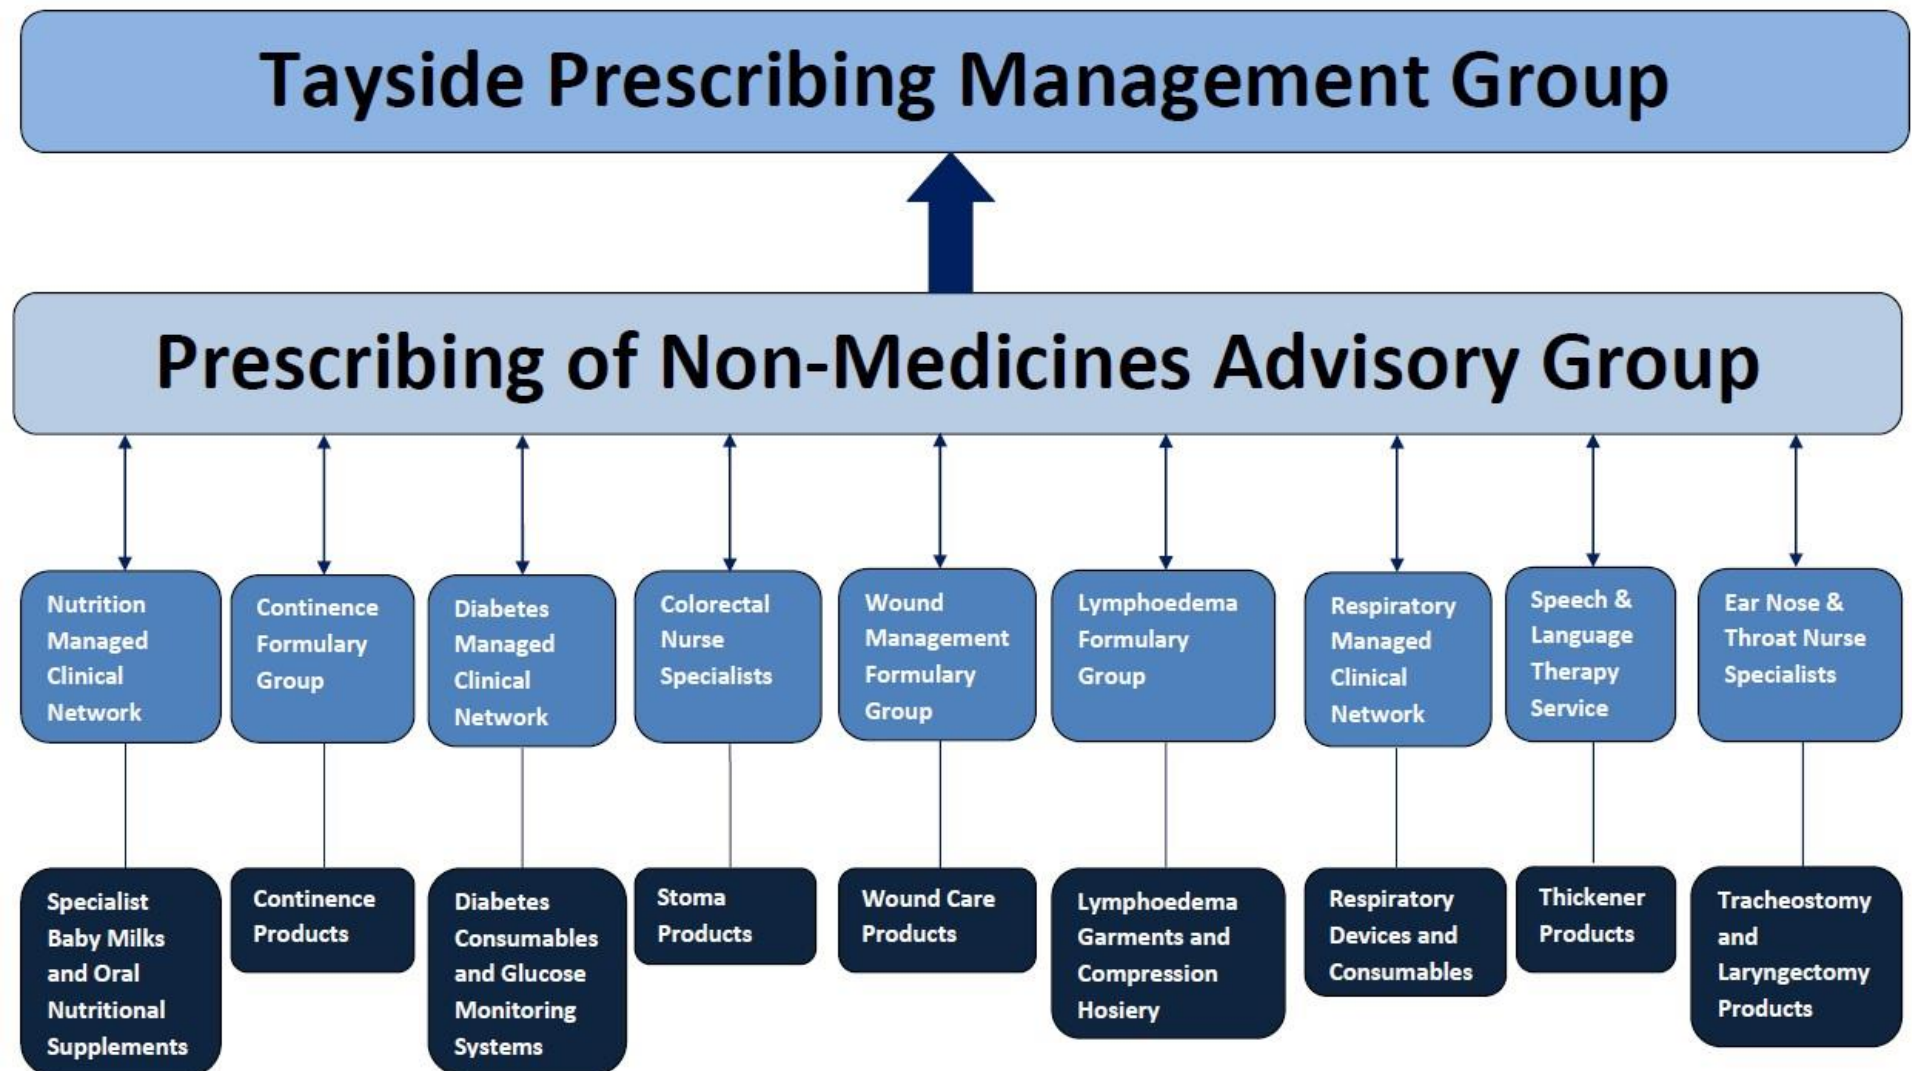 Tayside Prescribing Management Group
Prescribing of Non-Medicines Advisory Group
Nutrition
Managed
Clinical
Network
Continence
Formulary
Group
Diabetes
Managed
Clinical
Network
Colorectal
Nurse
Specialists
Wound
Management
Formulary
Group
Lymphoedema
Formulary
Group
Respiratory
Managed
Clinical
Network
Speech &
Language
Therapy
Service
Ear Nose &
Throat Nurse
Specialists
Specialist
Baby Milks
and Oral
Nutritional
Supplements
Continence
Products
Diabetes
Consumables
and Glucose
Monitoring
Systems
Stoma
Products
Wound Care
Products
Lymphoedema
Garments and
Compression
Hosiery
Respiratory
Devices and
Consumables
Thickener
Products
Tracheostomy
and
Laryngectomy
Products